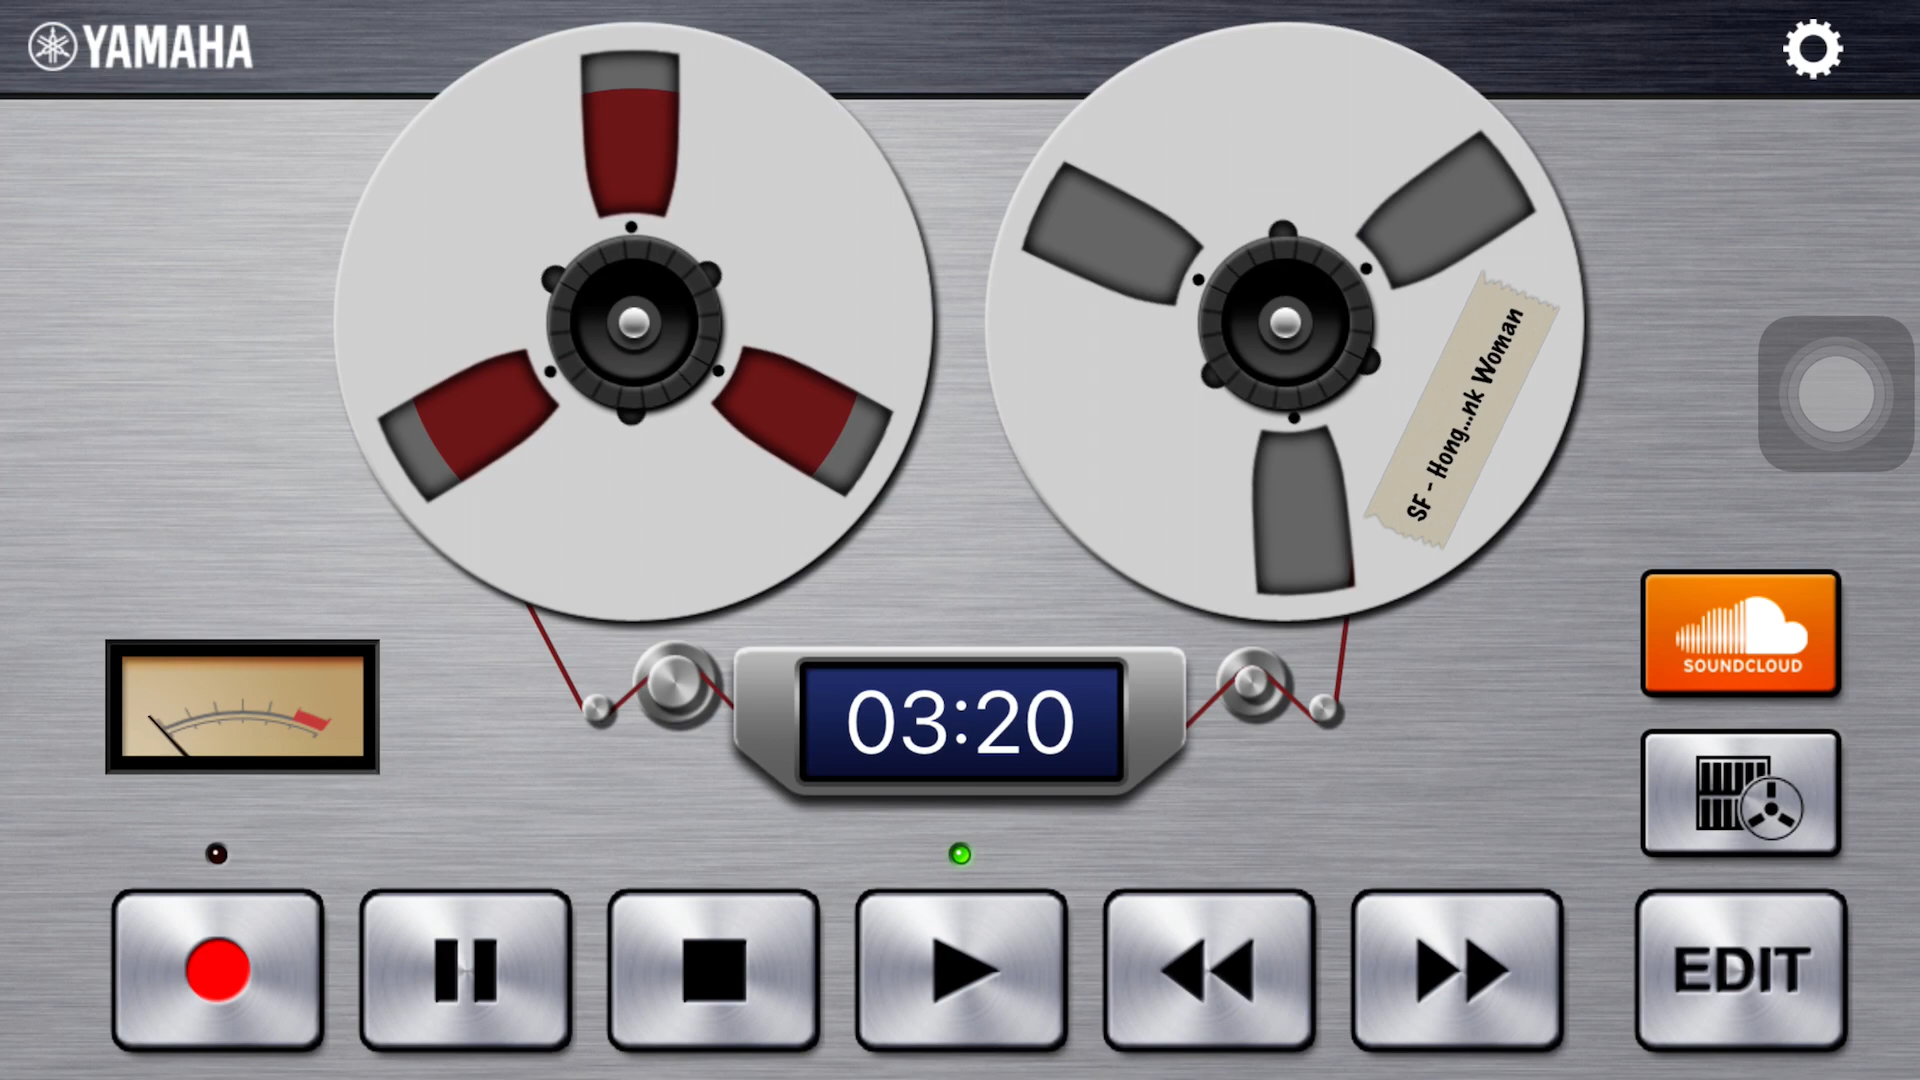 YAMAHA
SF - Hong...nk Woman
SOUNDCLOUD
03:20
EDIT